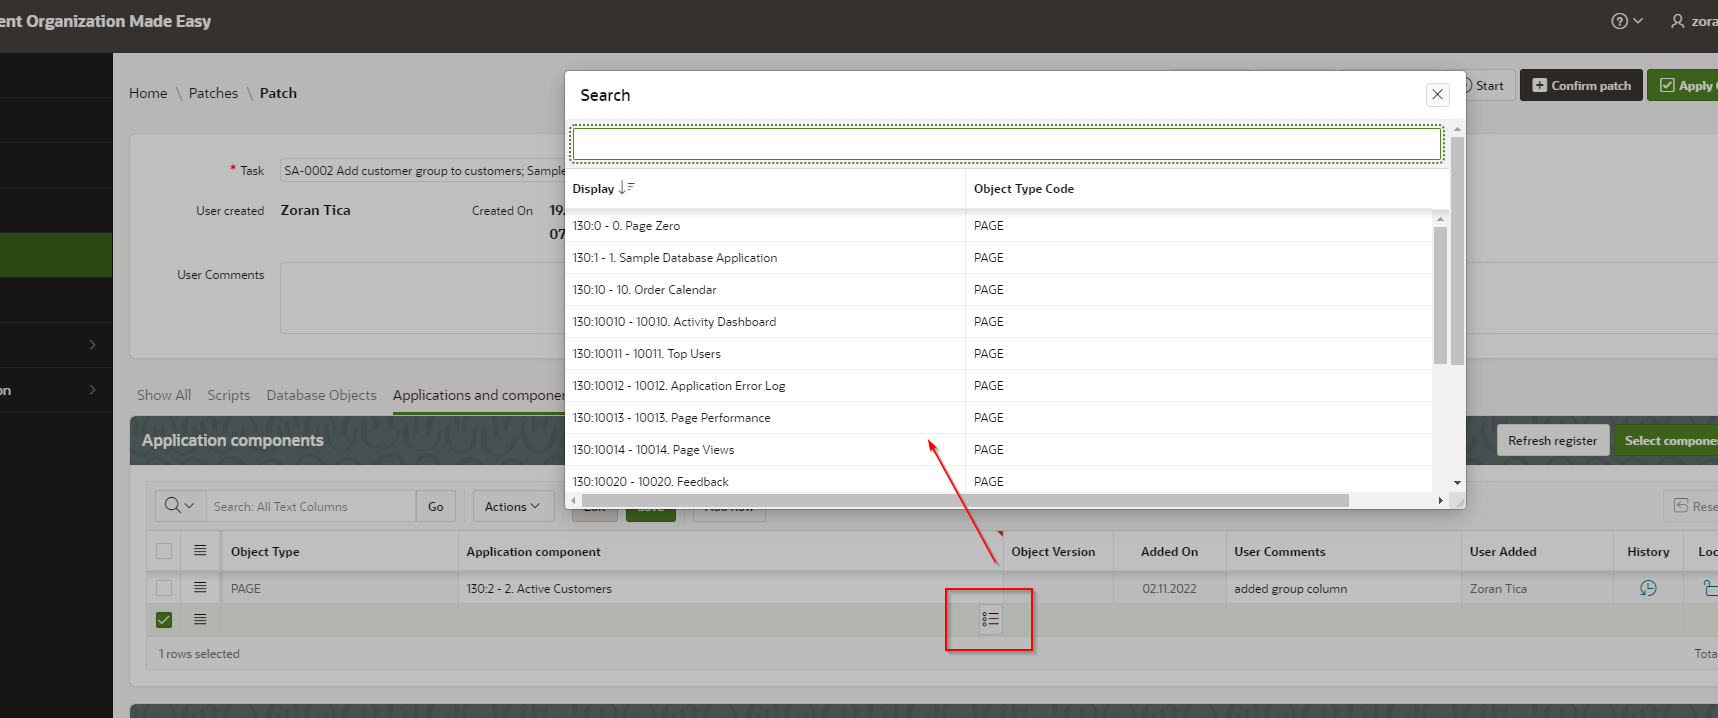 ent Organization Made Easy
zora
Home \ Patches \ Patch
Start
Confirm patch
Apply
Search
* Task
SA-0002 Add customer group to customers; Sample
User created
Zoran Tica
Created On
19.
07
User Comments
Display
Object Type Code
130:0 - 0. Page Zero
PAGE
130:1 - 1. Sample Database Application
PAGE
130:10 - 10. Order Calendar
PAGE
130:10010 - 10010. Activity Dashboard
PAGE
130:10011 - 10011. Top Users
PAGE
130:10012 - 10012. Application Error Log
PAGE
130:10013 - 10013. Page Performance
PAGE
130:10014 - 10014. Page Views
PAGE
130:10020 - 10020. Feedback
PAGE
on
Show All
Scripts
Database Objects
Applications and componen
Application components
Refresh register
Select componen
Search: All Text Columns
Go
Actions
Edit
Save
Add Row
Rese
Object Type
Application component
Object Version
Added On
User Comments
User Added
History
Loc
PAGE
130:2 - 2. Active Customers
02.11.2022
added group column
Zoran Tica
1 rows selected
Tota